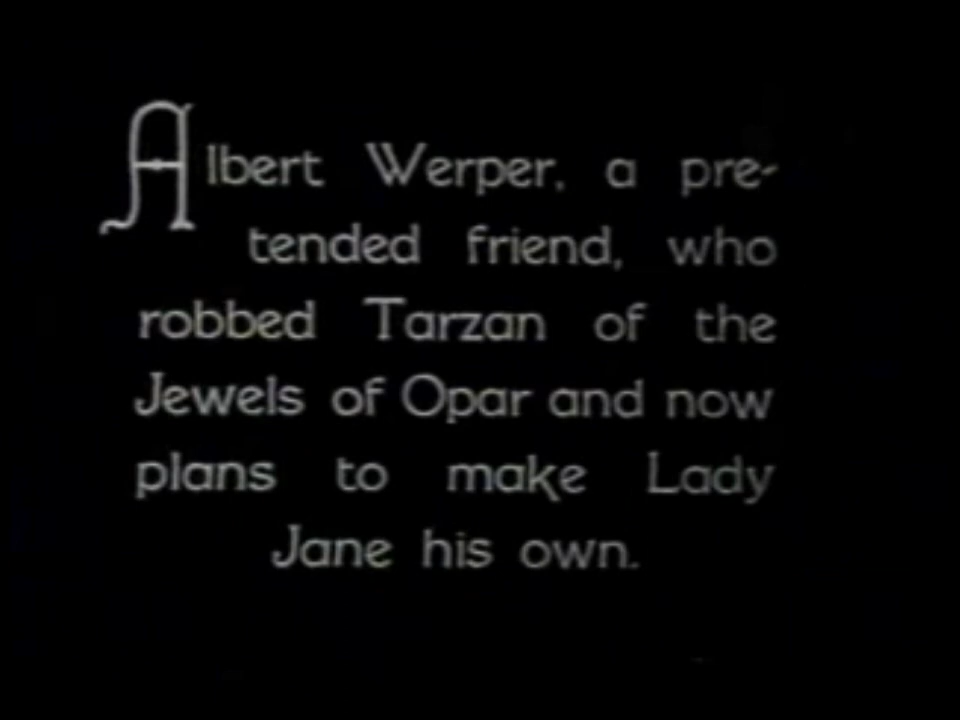 Albert Werper, a pre-
tended friend, who
robbed Tarzan of the
Jewels of Opar and now
plans to make Lady
Jane his own.